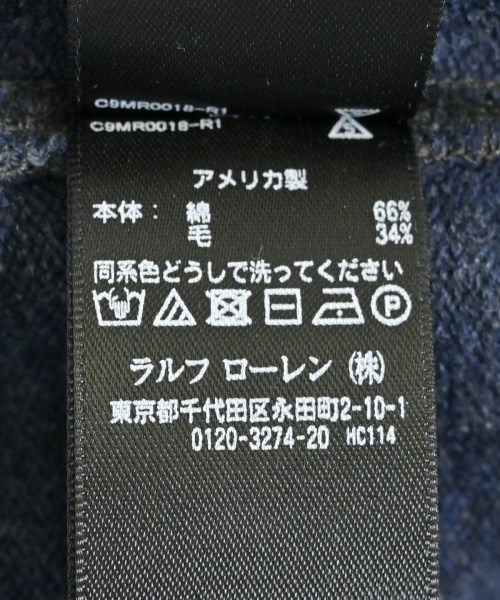 C9MR0018-R1
C9MR0018-R1
アメリカ製
本体: 綿 66%
毛 34%
同系色どうしで洗ってください
P
ラルフ ローレン (株)
東京都千代田区永田町2-10-1
0120-3274-20 HC114